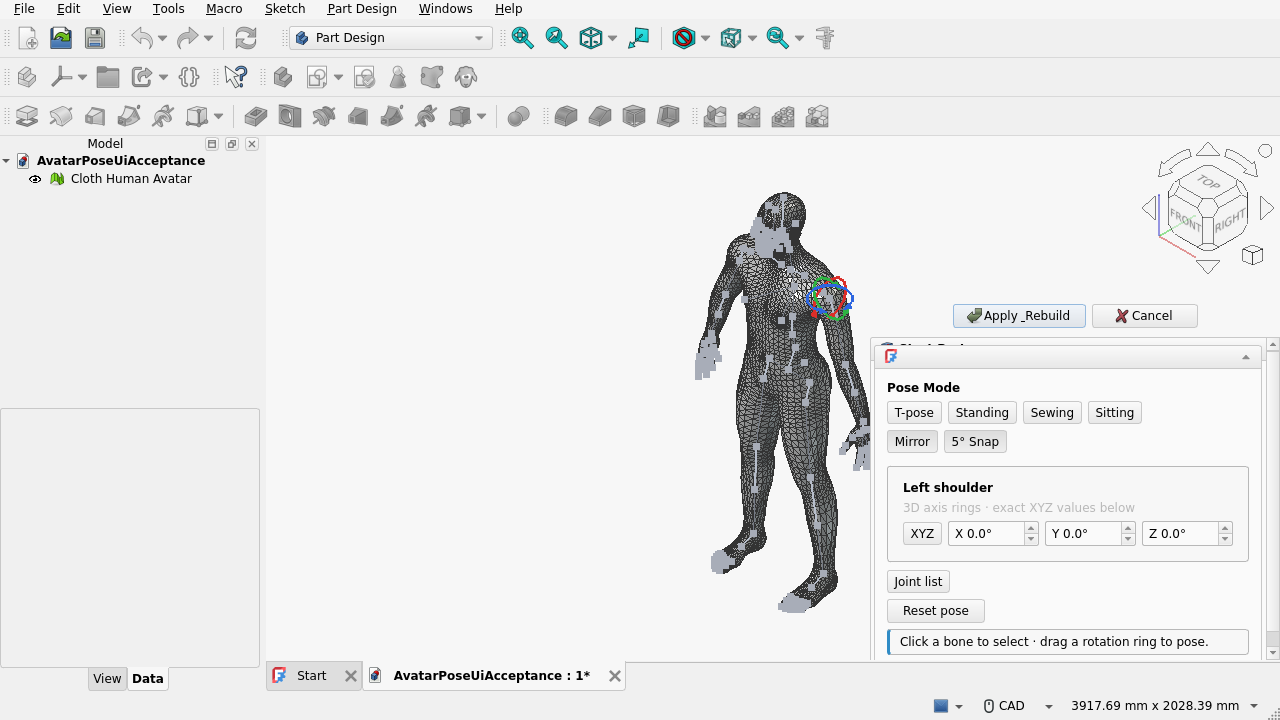 File Edit View Tools Macro Sketch Part Design Windows Help
Part Design
Model
AvatarPoseUiAcceptance
Cloth Human Avatar
TOP
FRONT RIGHT
Apply _Rebuild Cancel
Pose Mode
T-pose Standing Sewing Sitting
Mirror 5° Snap
Left shoulder
3D axis rings · exact XYZ values below
XYZ X 0.0° Y 0.0° Z 0.0°
Joint list
Reset pose
Click a bone to select · drag a rotation ring to pose.
View Data
Start AvatarPoseUiAcceptance : 1*
CAD 3917.69 mm x 2028.39 mm